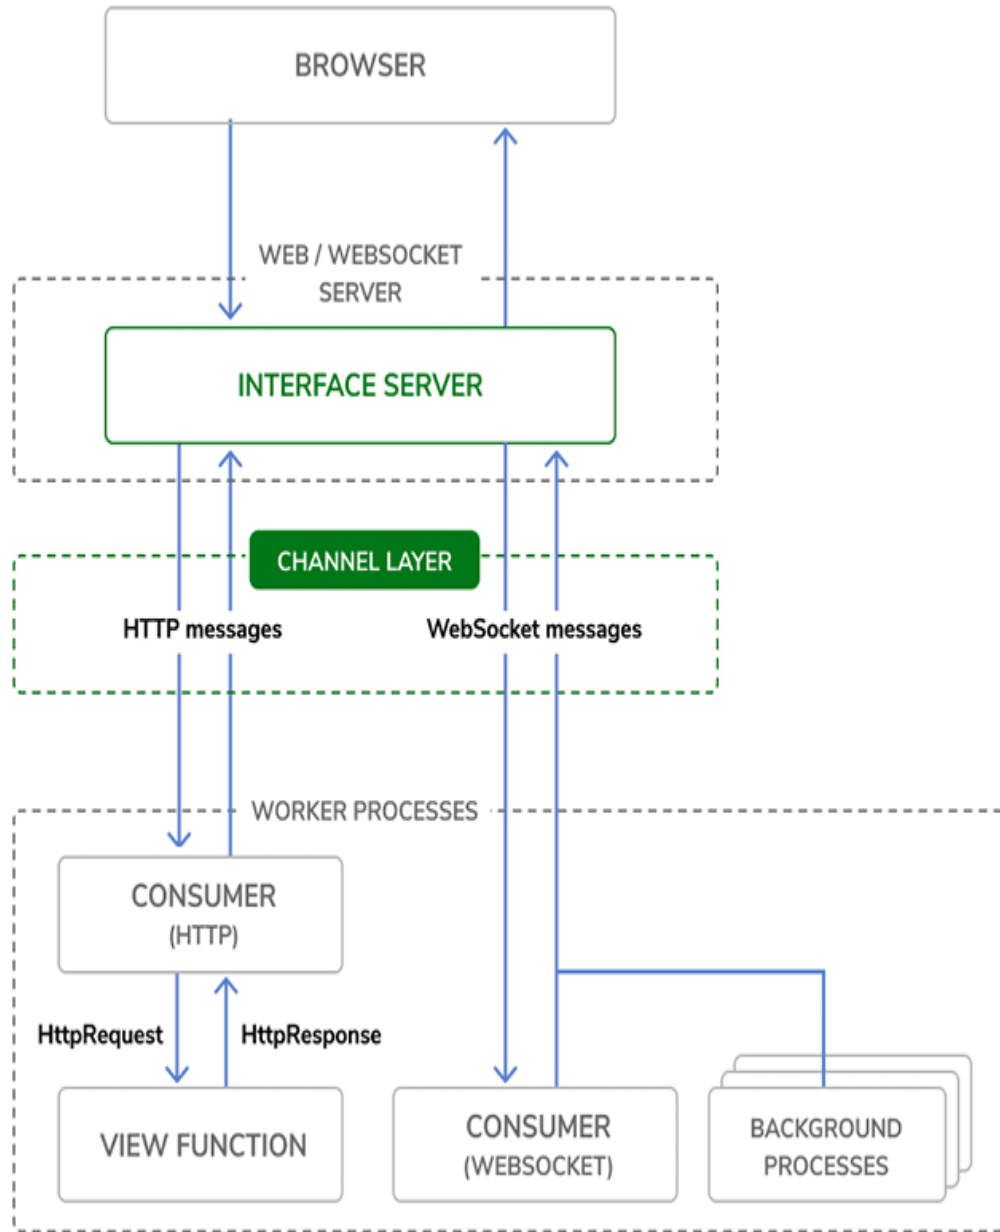 BROWSER
WEB / WEBSOCKET
SERVER
INTERFACE SERVER
CHANNEL LAYER
HTTP messages
WebSocket messages
WORKER PROCESSES
CONSUMER
(HTTP)
HttpRequest
HttpResponse
VIEW FUNCTION
CONSUMER
(WEBSOCKET)
BACKGROUND
PROCESSES